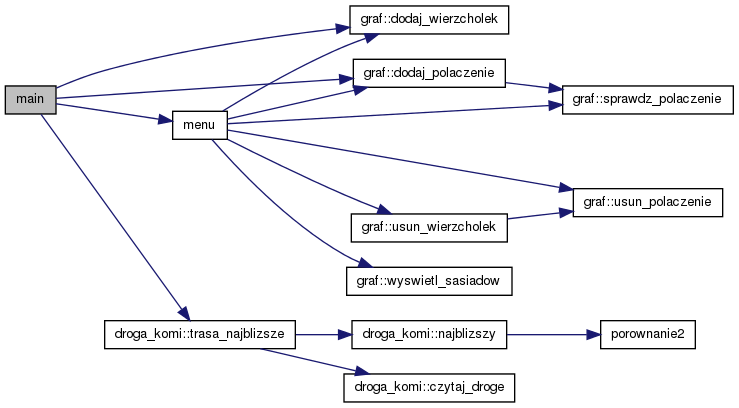 graf::dodaj_wierzcholek
graf::dodaj_polaczenie
main
graf::sprawdz_polaczenie
menu
graf::usun_polaczenie
graf::usun_wierzcholek
graf::wyswietl_sasiadow
droga_komi::trasa_najblizsze
droga_komi::najblizszy
porownanie2
droga_komi::czytaj_droge